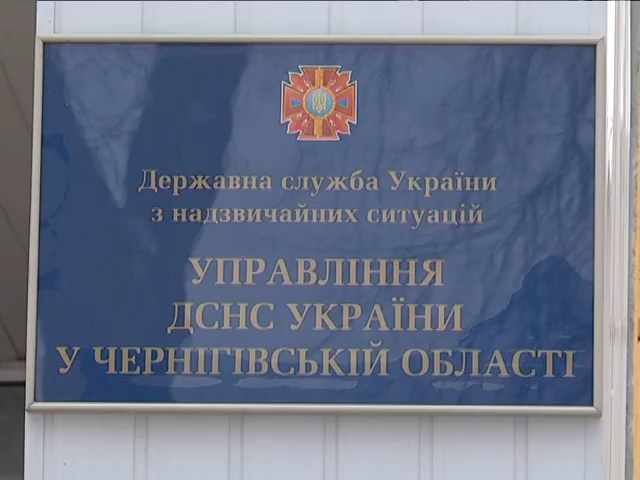 Державна служба України
з надзвичайних ситуацій
УПРАВЛІННЯ
ДСНС УКРАЇНИ
У ЧЕРНІГІВСЬКІЙ ОБЛАСТІ